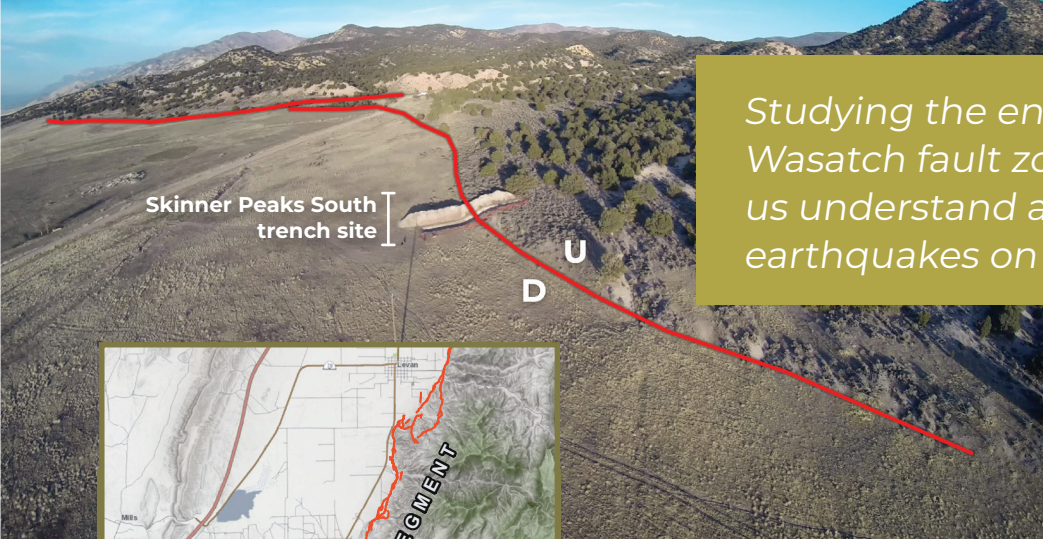 Studying the en
Wasatch fault zo
us understand a
earthquakes on
Skinner Peaks South
trench site
U
D
Levan
Mills
EGMENT